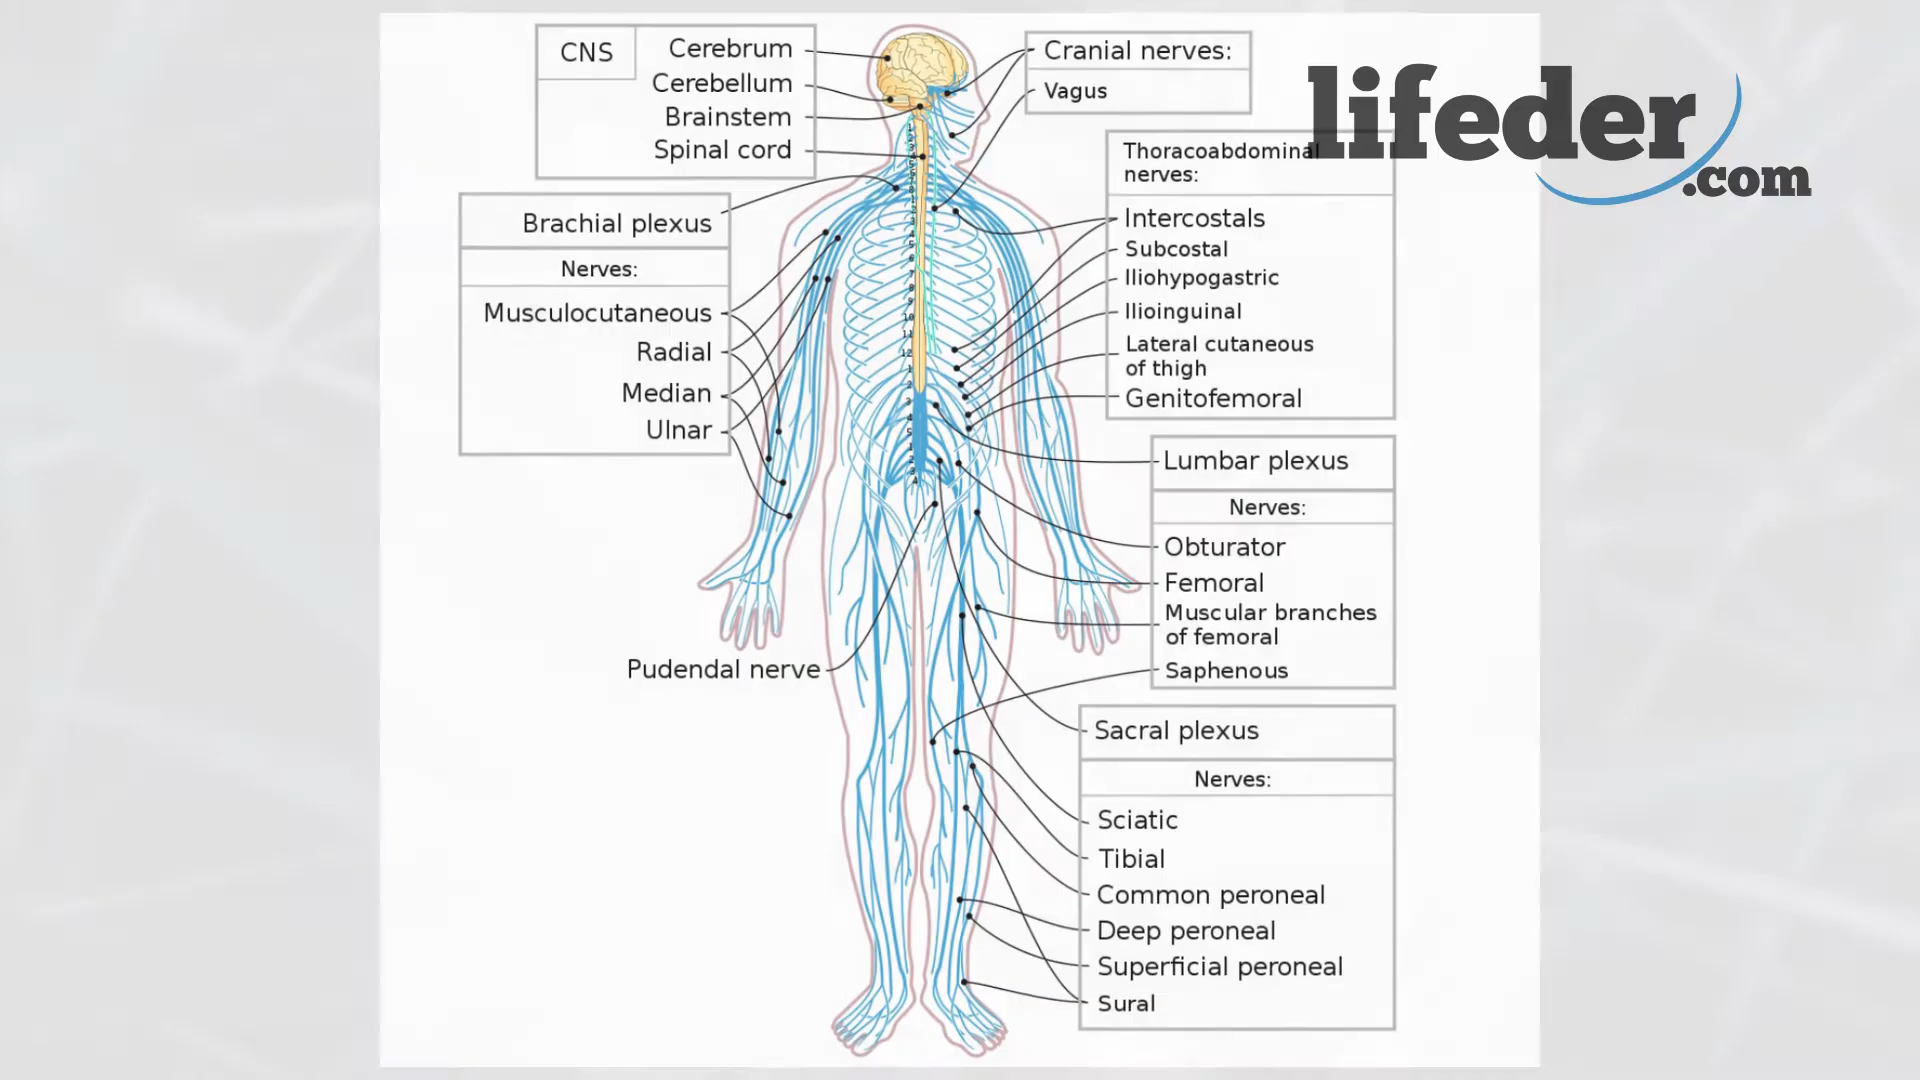 CNS
Cerebrum
Cerebellum
Brainstem
Spinal cord
Brachial plexus
Nerves:
Musculocutaneous
Radial
Median
Ulnar
Pudendal nerve
Cranial nerves:
Vagus
lifeder
.com
Thoracoabdominal
nerves:
Intercostals
Subcostal
Iliohypogastric
Ilioinguinal
Lateral cutaneous
of thigh
Genitofemoral
Lumbar plexus
Nerves:
Obturator
Femoral
Muscular branches
of femoral
Saphenous
Sacral plexus
Nerves:
Sciatic
Tibial
Common peroneal
Deep peroneal
Superficial peroneal
Sural